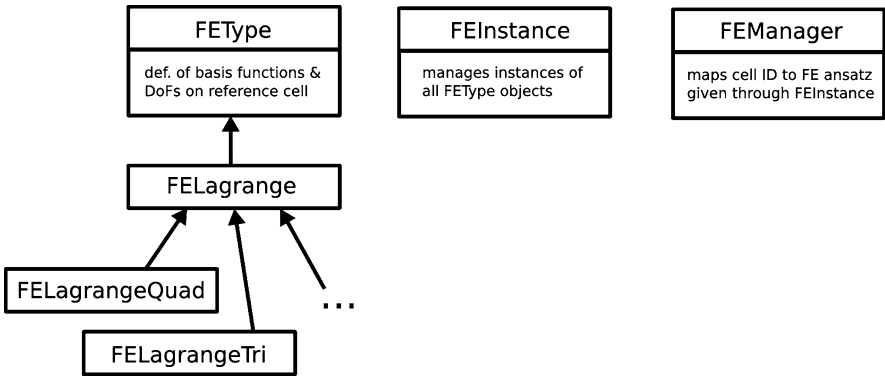 FEType
def. of basis functions &
DoFs on reference cell
FEInstance
manages instances of
all FEType objects
FEManager
maps cell ID to FE ansatz
given through FEInstance
FELagrange
FELagrangeQuad
...
FELagrangeTri